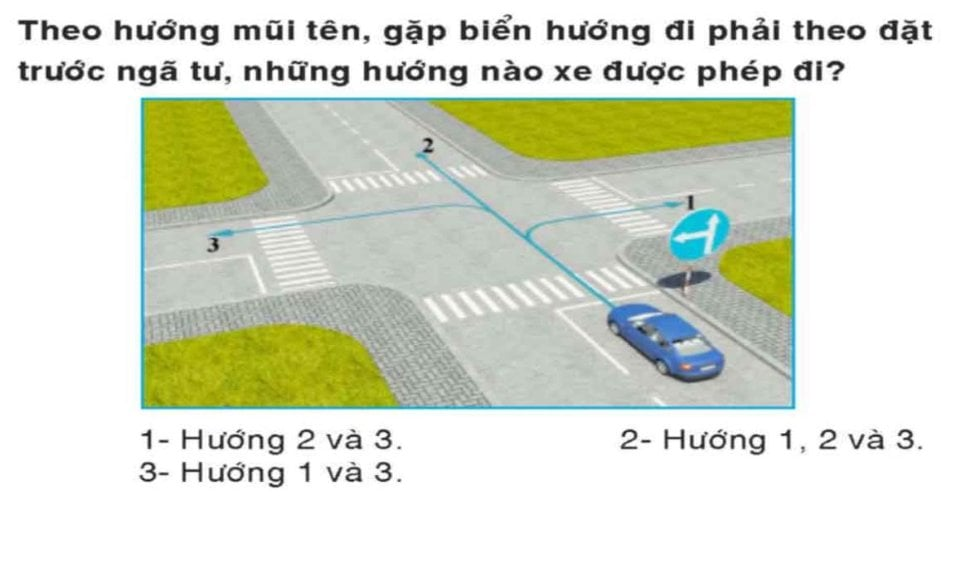 Theo hướng mũi tên, gặp biển hướng đi phải theo đặt
trước ngã tư, những hướng nào xe được phép đi?
2
1
3
1- Hướng 2 và 3.
2- Hướng 1, 2 và 3.
3- Hướng 1 và 3.